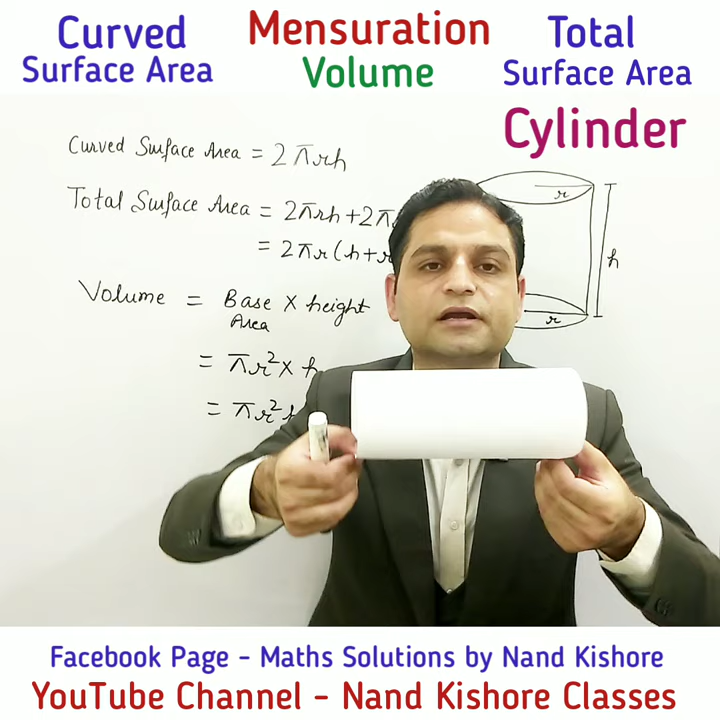 Curved
Surface Area
Mensuration
Volume
Total
Surface Area
Cylinder
Curved Surface Area = 2πrh
Total Surface Area = 2πrh + 2π
= 2πr(h+r
Volume = Base × height
Area
= πr² × h
= πr²h
r
h
r
Facebook Page - Maths Solutions by Nand Kishore
YouTube Channel - Nand Kishore Classes